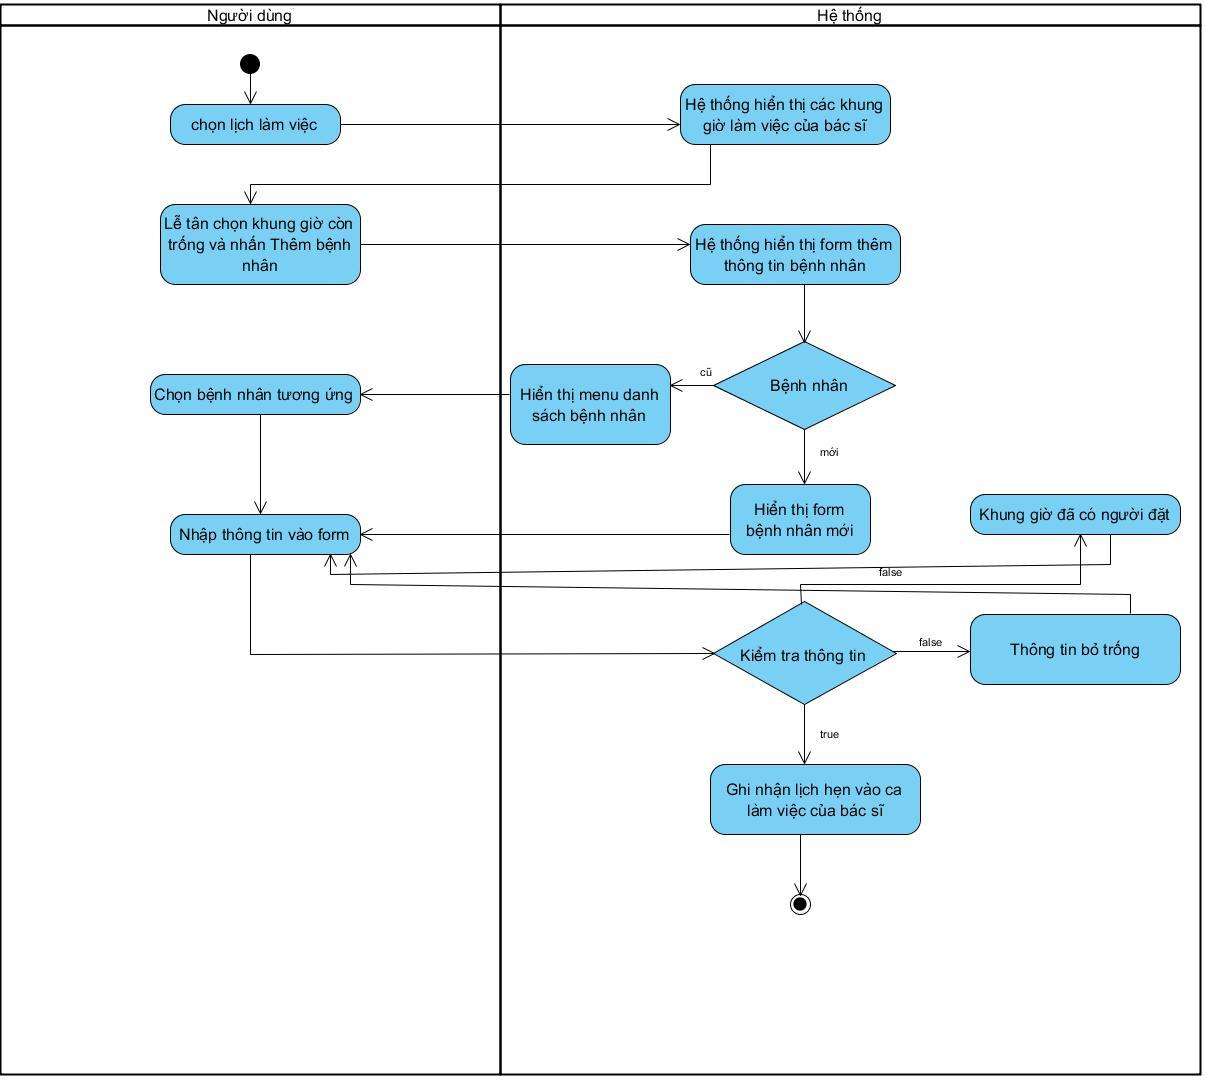 Người dùng
Hệ thống
chọn lịch làm việc
Hệ thống hiển thị các khung
giờ làm việc của bác sĩ
Lễ tân chọn khung giờ còn
trống và nhấn Thêm bệnh
nhân
Hệ thống hiển thị form thêm
thông tin bệnh nhân
Bệnh nhân
cũ
Hiển thị menu danh
sách bệnh nhân
Chọn bệnh nhân tương ứng
mới
Hiển thị form
bệnh nhân mới
Nhập thông tin vào form
Khung giờ đã có người đặt
false
Kiểm tra thông tin
false
Thông tin bỏ trống
true
Ghi nhận lịch hẹn vào ca
làm việc của bác sĩ